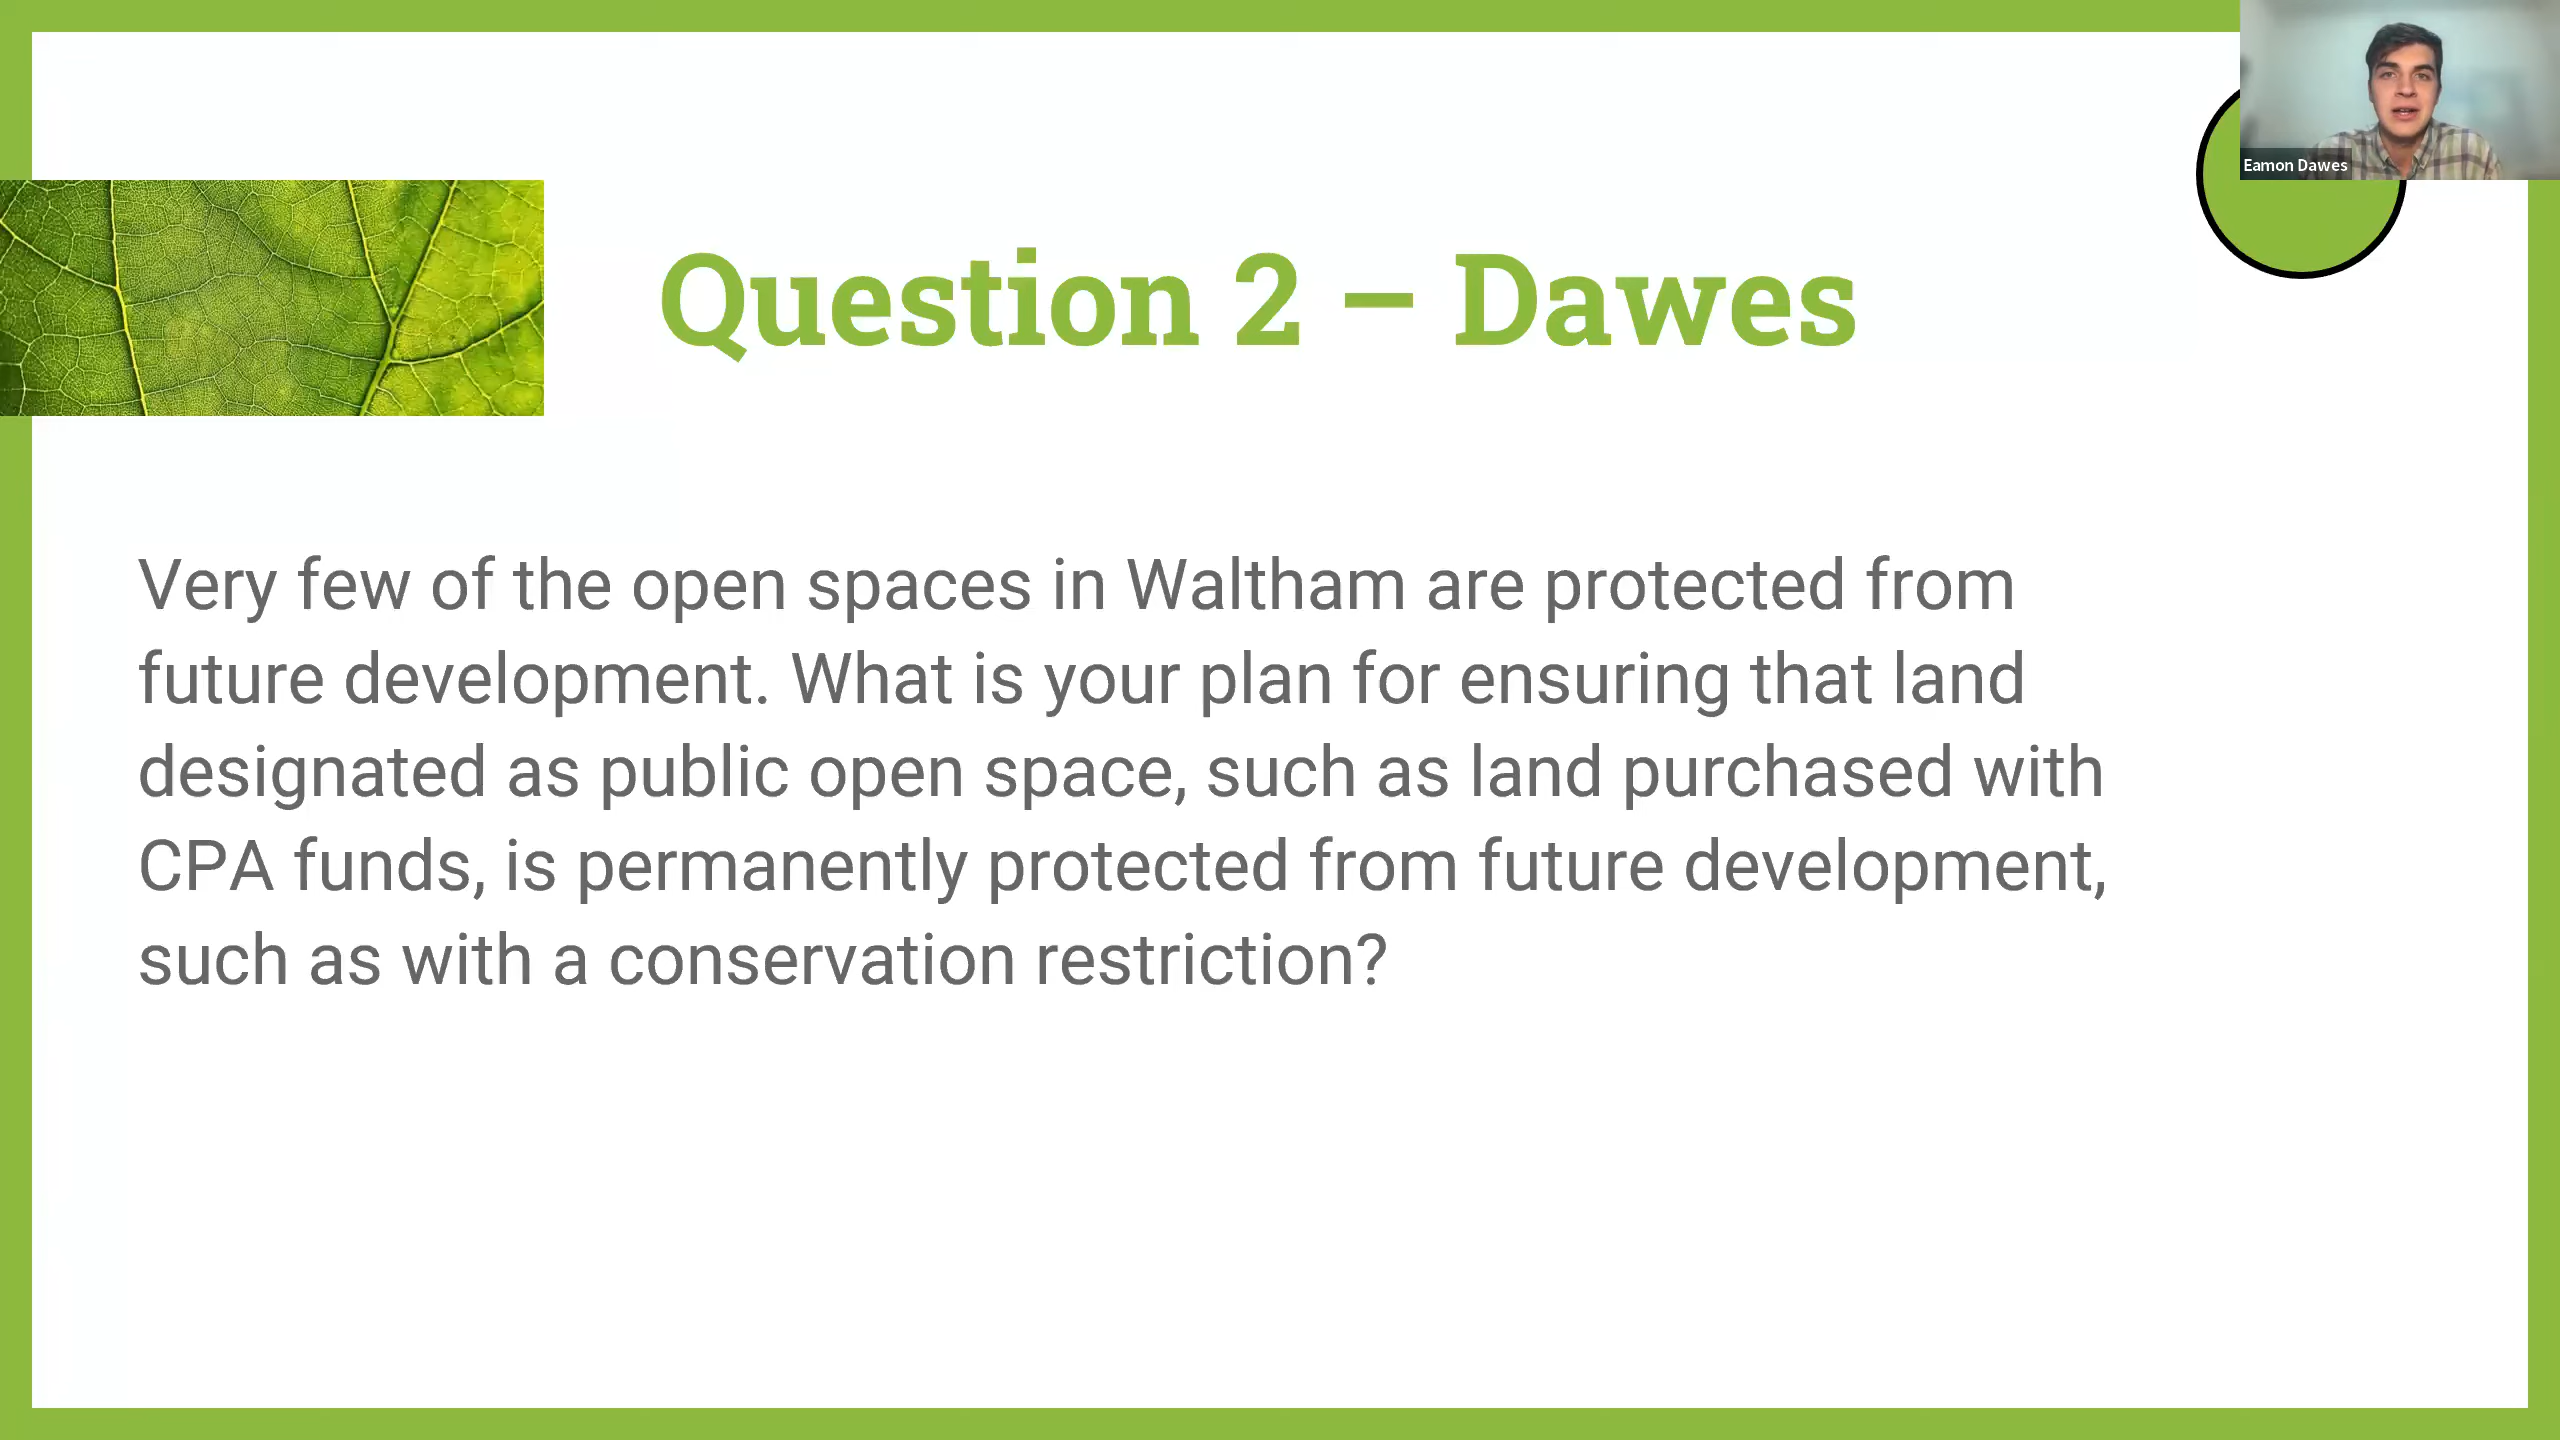 Eamon Dawes
Question 2 – Dawes
Very few of the open spaces in Waltham are protected from
future development. What is your plan for ensuring that land
designated as public open space, such as land purchased with
CPA funds, is permanently protected from future development,
such as with a conservation restriction?